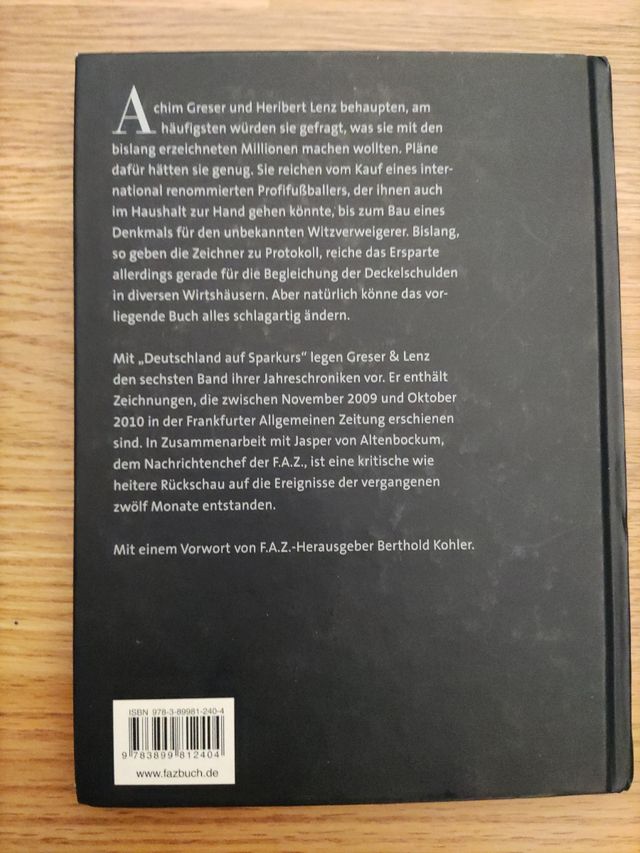 Achim Greser und Heribert Lenz behaupten, am
häufigsten würden sie gefragt, was sie mit den
bislang erzeichneten Millionen machen wollten. Pläne
dafür hätten sie genug. Sie reichen vom Kauf eines inter-
national renommierten Profifußballers, der ihnen auch
im Haushalt zur Hand gehen könnte, bis zum Bau eines
Denkmals für den unbekannten Witzverweigerer. Bislang,
so geben die Zeichner zu Protokoll, reiche das Ersparte
allerdings gerade für die Begleichung der Deckelschulden
in diversen Wirtshäusern. Aber natürlich könne das vor-
liegende Buch alles schlagartig ändern.
Mit „Deutschland auf Sparkurs“ legen Greser & Lenz
den sechsten Band ihrer Jahreschroniken vor. Er enthält
Zeichnungen, die zwischen November 2009 und Oktober
2010 in der Frankfurter Allgemeinen Zeitung erschienen
sind. In Zusammenarbeit mit Jasper von Altenbockum,
dem Nachrichtenchef der F.A.Z., ist eine kritische wie
heitere Rückschau auf die Ereignisse der vergangenen
zwölf Monate entstanden.
Mit einem Vorwort von F.A.Z.-Herausgeber Berthold Kohler.
ISBN 978-3-89981-240-4
9 783899 812404
www.fazbuch.de